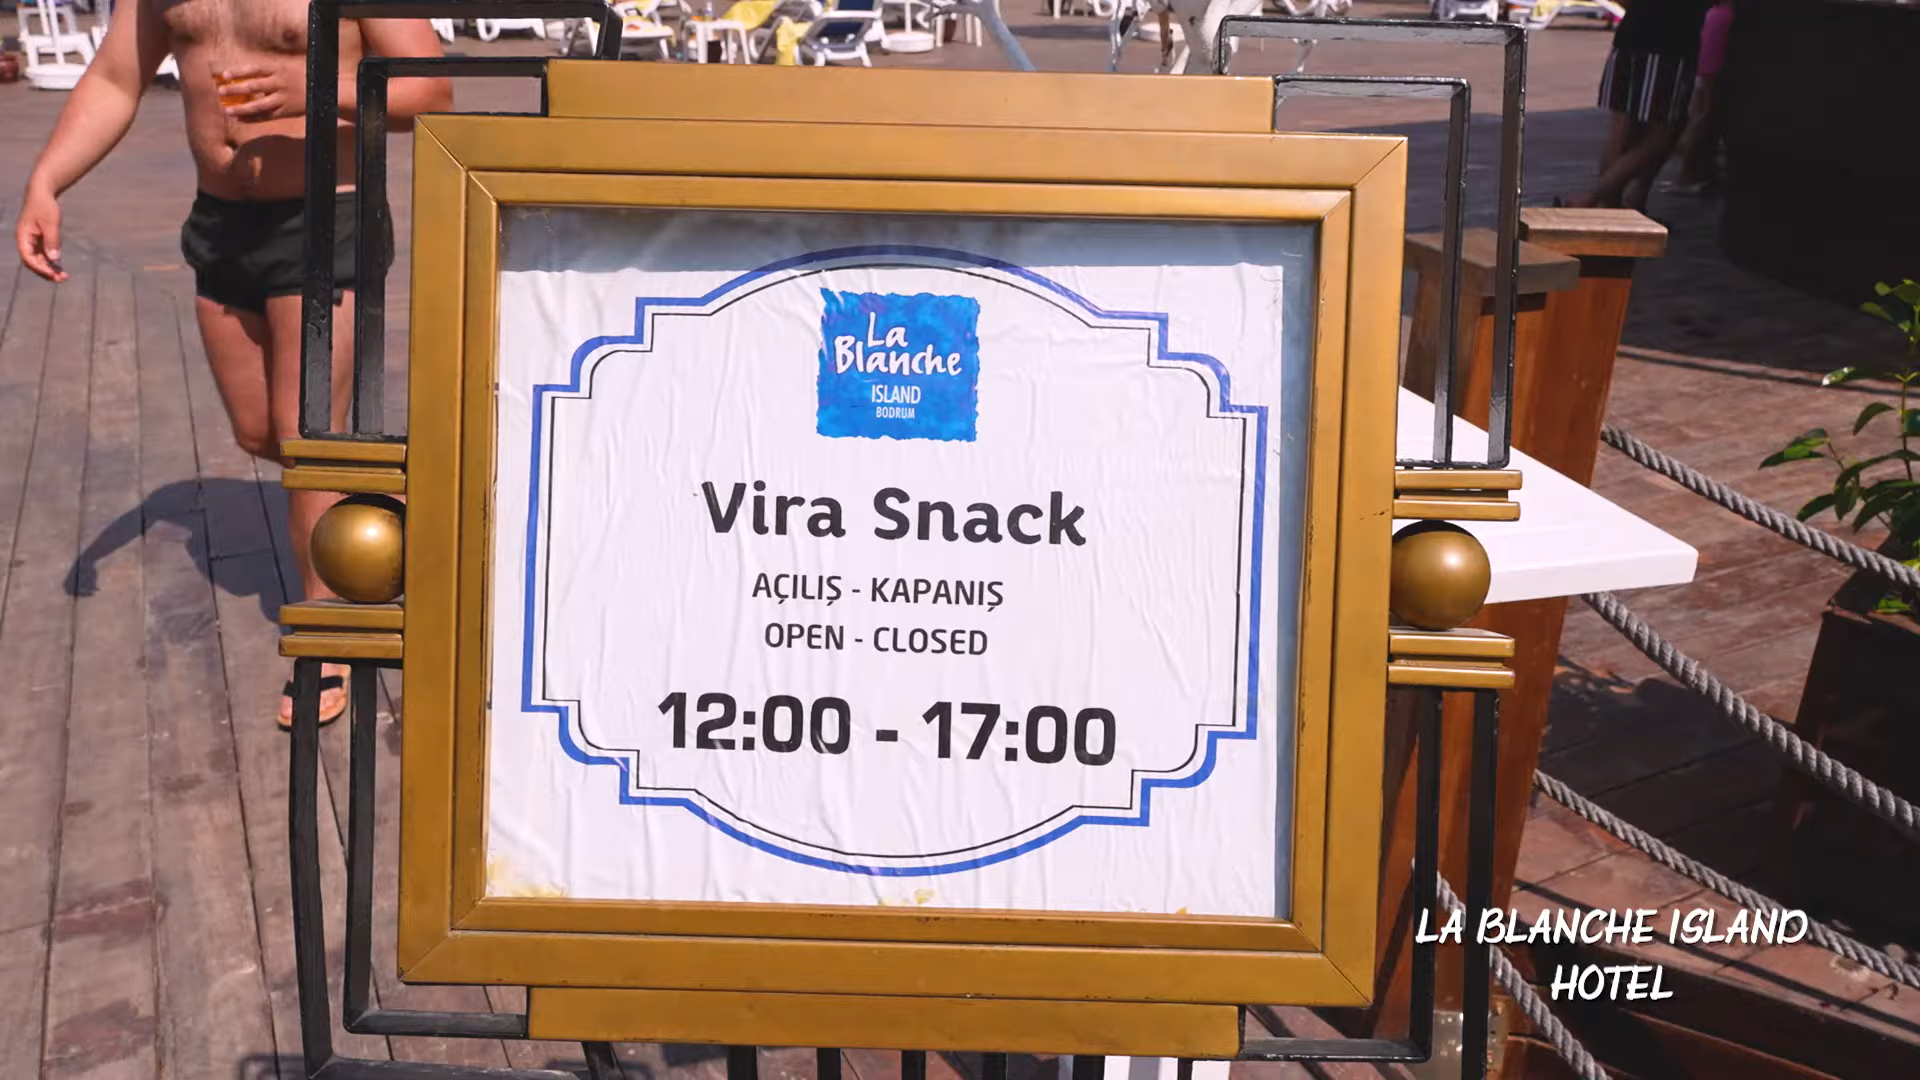 La
Blanche
ISLAND
BODRUM
Vira Snack
AÇILIŞ - KAPANIŞ
OPEN - CLOSED
12:00 - 17:00
LA BLANCHE ISLAND
HOTEL